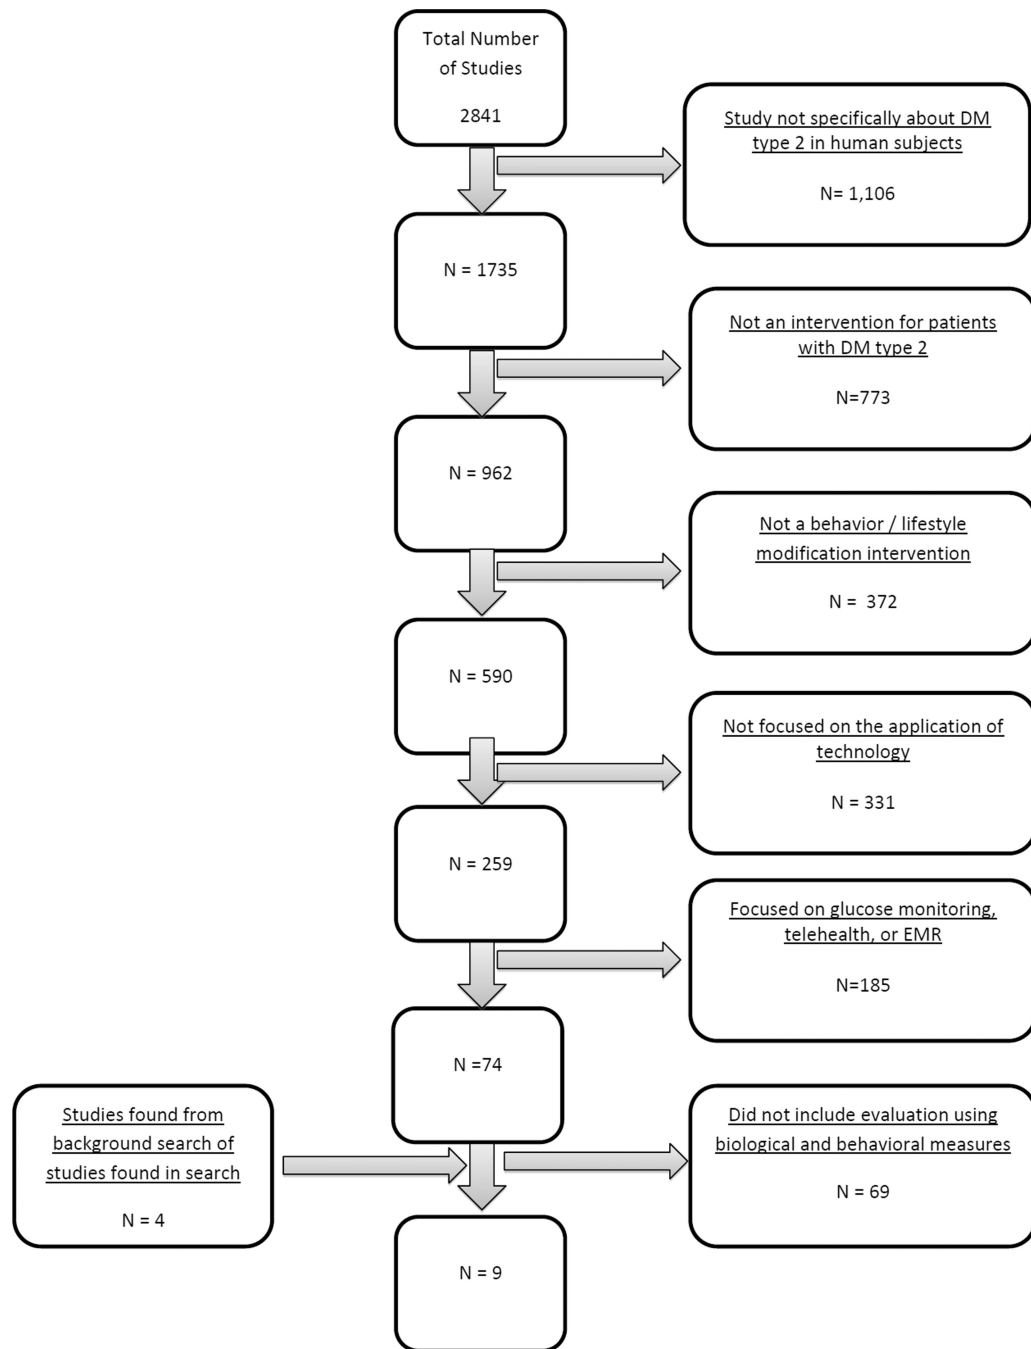 Total Number
of Studies
2841
Study not specifically about DM
type 2 in human subjects
N= 1,106
N = 1735
Not an intervention for patients
with DM type 2
N=773
N = 962
Not a behavior / lifestyle
modification intervention
N =  372
N = 590
Not focused on the application of
technology
N = 331
N = 259
Focused on glucose monitoring,
telehealth, or EMR
N=185
N =74
Studies found from
background search of
studies found in search
N = 4
Did not include evaluation using
biological and behavioral measures
N = 69
N = 9